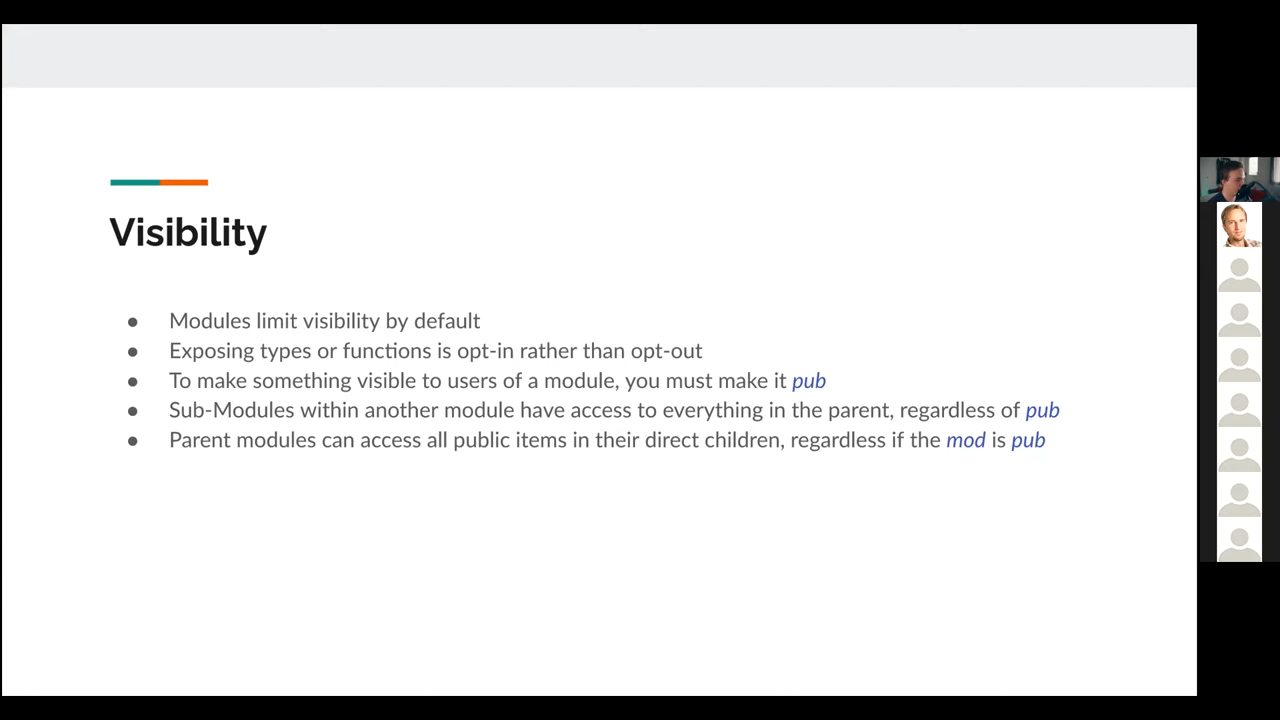 Visibility
● Modules limit visibility by default
● Exposing types or functions is opt-in rather than opt-out
● To make something visible to users of a module, you must make it pub
● Sub-Modules within another module have access to everything in the parent, regardless of pub
● Parent modules can access all public items in their direct children, regardless if the mod is pub